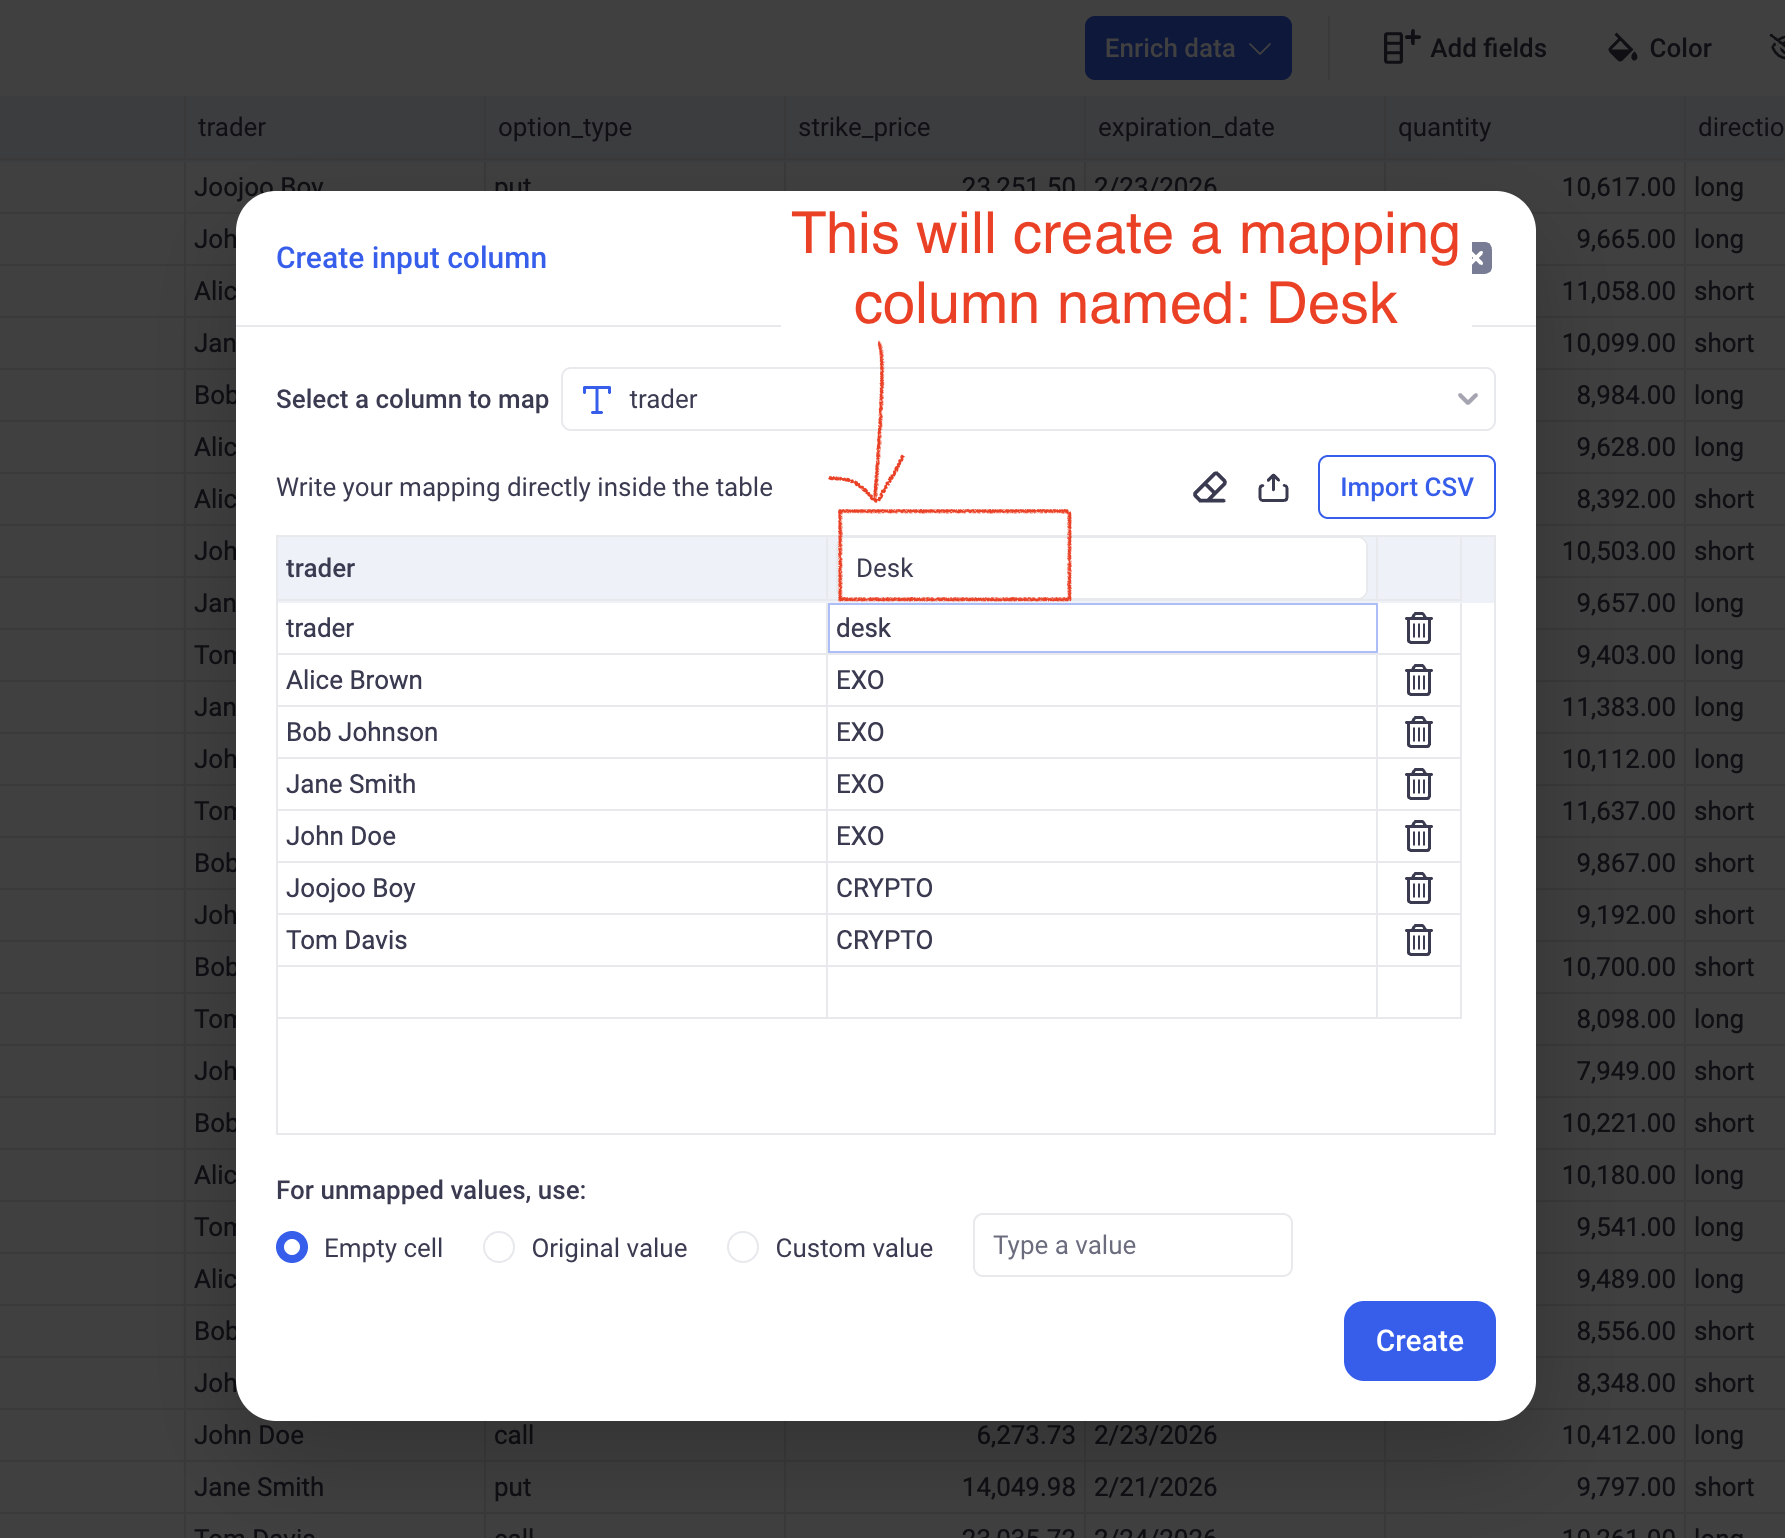 Enrich data
Add fields
Color
trader option_type strike_price expiration_date quantity directio
Joojoo Boy put 23,251.50 2/23/2026 10,617.00 long
Joh 9,665.00 long
Alic 11,058.00 short
Jan 10,099.00 short
Bob 8,984.00 long
Alic 9,628.00 long
Alic 8,392.00 short
Joh 10,503.00 short
Jan 9,657.00 long
Tom 9,403.00 long
Jan 11,383.00 long
Joh 10,112.00 long
Tom 11,637.00 short
Bob 9,867.00 short
Joh 9,192.00 short
Bob 10,700.00 short
Tom 8,098.00 long
Joh 7,949.00 short
Bob 10,221.00 short
Alic 10,180.00 long
Tom 9,541.00 long
Alic 9,489.00 long
Bob 8,556.00 short
Joh 8,348.00 short
John Doe call 6,273.73 2/23/2026 10,412.00 long
Jane Smith put 14,049.98 2/21/2026 9,797.00 short
Create input column
This will create a mapping
column named: Desk
Select a column to map
trader
Write your mapping directly inside the table
Import CSV
trader Desk
trader desk
Alice Brown EXO
Bob Johnson EXO
Jane Smith EXO
John Doe EXO
Joojoo Boy CRYPTO
Tom Davis CRYPTO
For unmapped values, use:
Empty cell Original value Custom value Type a value
Create